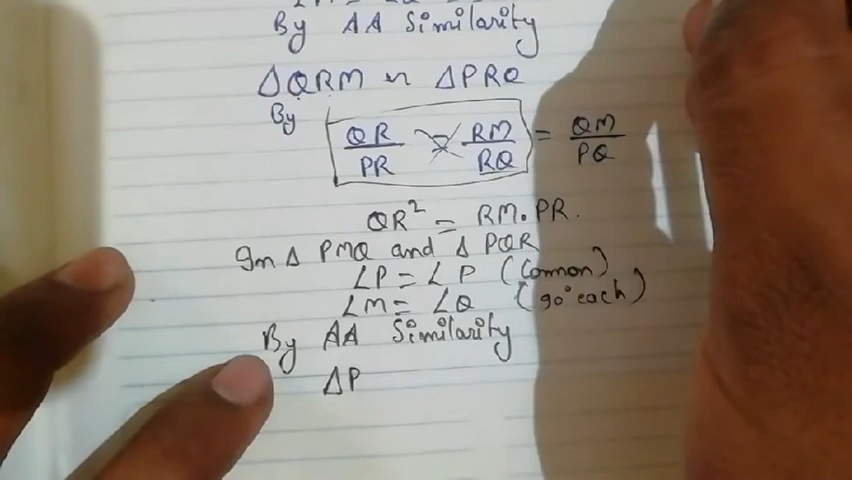 By AA Similarity
ΔQRM ~ ΔPRQ
By
QR/PR = RM/RQ = QM/PQ
QR² = RM.PR.
In Δ PMQ and Δ PQR
∠P = ∠P (Common)
∠M = ∠Q (90° each)
By AA Similarity
ΔP